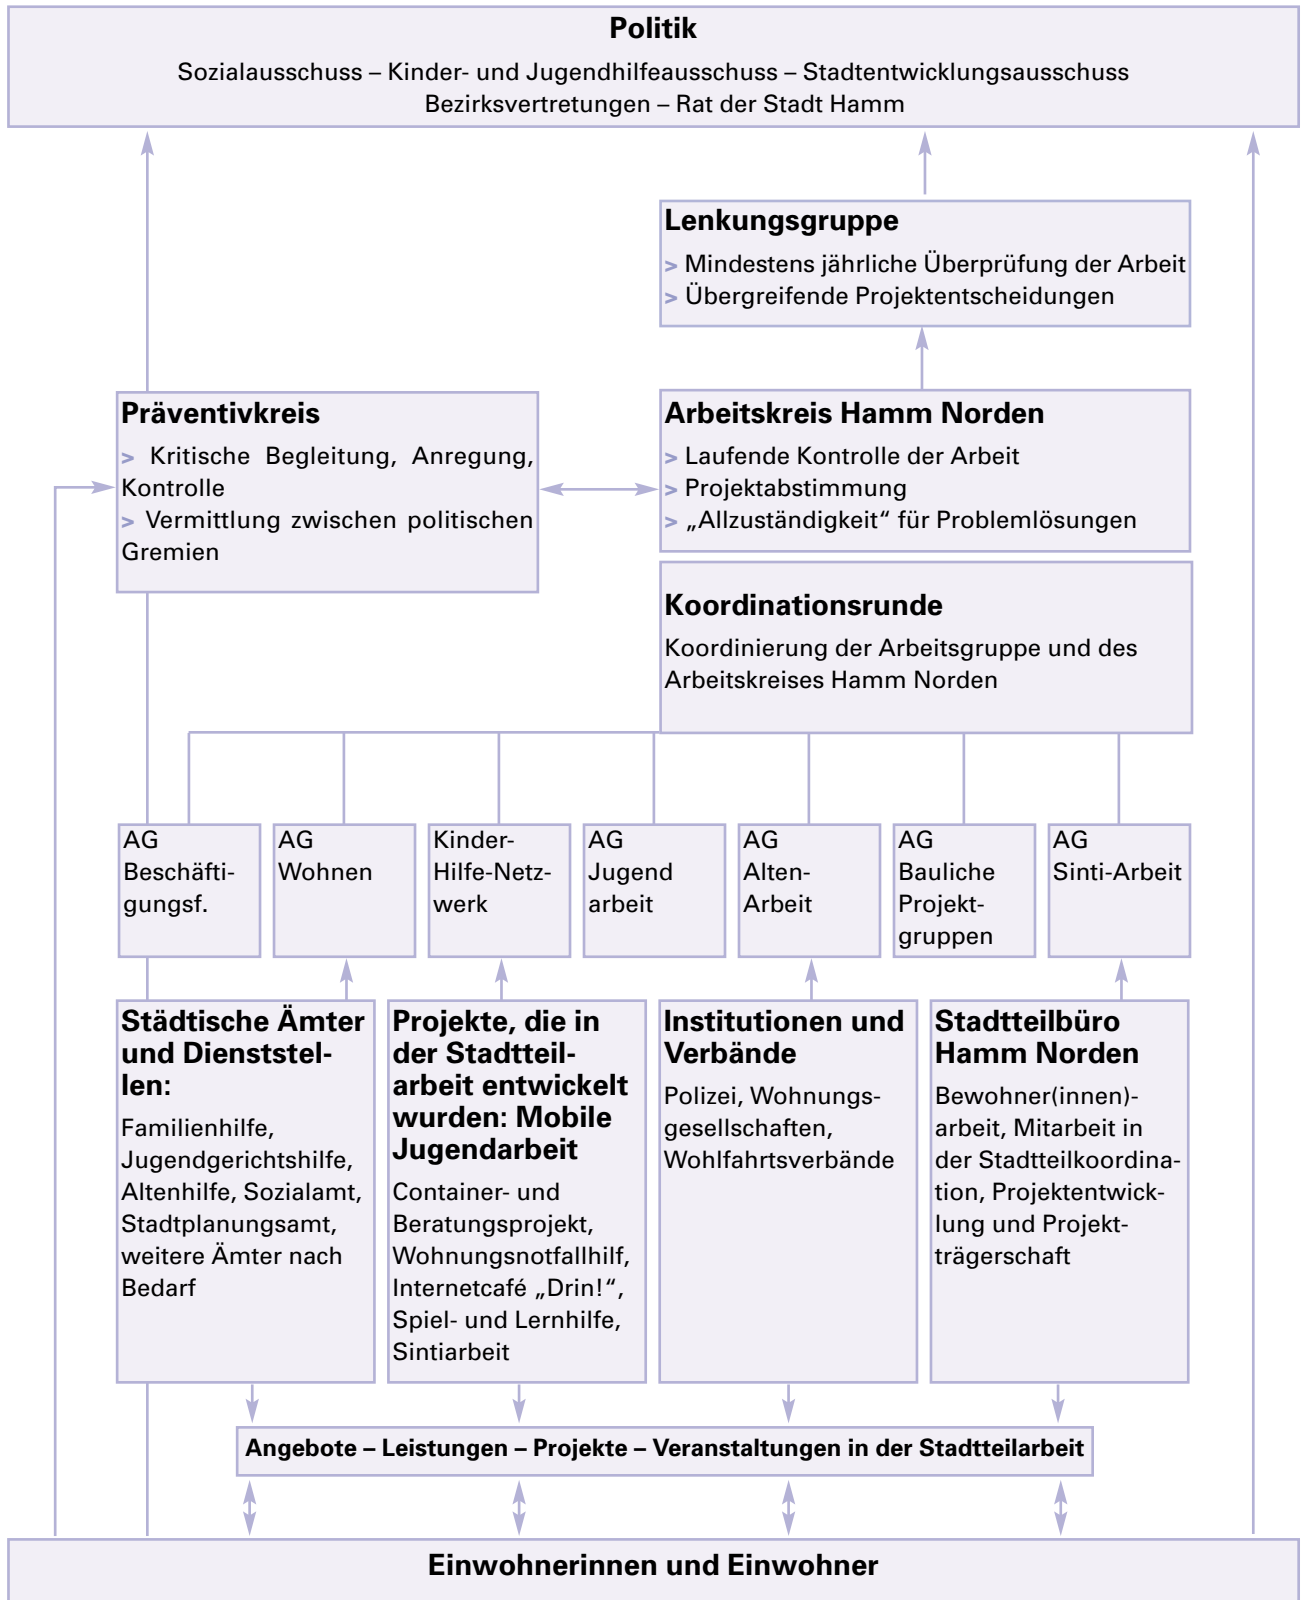 Politik
Sozialausschuss – Kinder- und Jugendhilfeausschuss – Stadtentwicklungsausschuss
Bezirksvertretungen – Rat der Stadt Hamm
Lenkungsgruppe
> Mindestens jährliche Überprüfung der Arbeit
> Übergreifende Projektentscheidungen
Präventivkreis
> Kritische Begleitung, Anregung,
Kontrolle
> Vermittlung zwischen politischen
Gremien
Arbeitskreis Hamm Norden
> Laufende Kontrolle der Arbeit
> Projektabstimmung
> „Allzuständigkeit“ für Problemlösungen
Koordinationsrunde
Koordinierung der Arbeitsgruppe und des
Arbeitskreises Hamm Norden
AG
Beschäfti-
gungsf.
AG
Wohnen
Kinder-
Hilfe-Netz-
werk
AG
Jugend
arbeit
AG
Alten-
Arbeit
AG
Bauliche
Projekt-
gruppen
AG
Sinti-Arbeit
Städtische Ämter
und Dienststel-
len:
Familienhilfe,
Jugendgerichtshilfe,
Altenhilfe, Sozialamt,
Stadtplanungsamt,
weitere Ämter nach
Bedarf
Projekte, die in
der Stadtteil-
arbeit entwickelt
wurden: Mobile
Jugendarbeit
Container- und
Beratungsprojekt,
Wohnungsnotfallhilf,
Internetcafé „Drin!“,
Spiel- und Lernhilfe,
Sintiarbeit
Institutionen und
Verbände
Polizei, Wohnungs-
gesellschaften,
Wohlfahrtsverbände
Stadtteilbüro
Hamm Norden
Bewohner(innen)-
arbeit, Mitarbeit in
der Stadtteilkoordina-
tion, Projektentwick-
lung und Projekt-
trägerschaft
Angebote – Leistungen – Projekte – Veranstaltungen in der Stadtteilarbeit
Einwohnerinnen und Einwohner